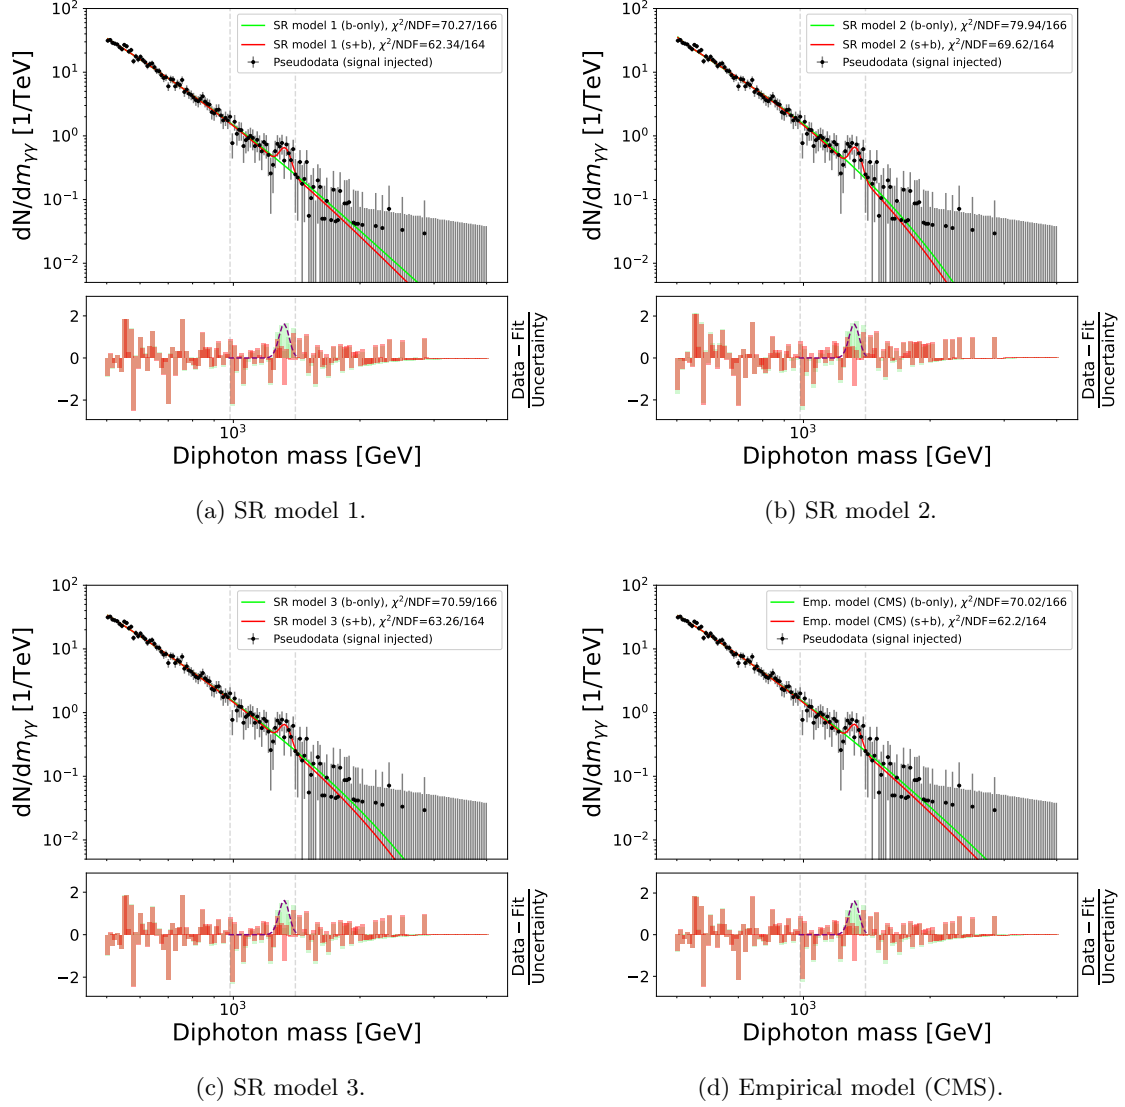 SR model 1 (b-only), χ²/NDF=70.27/166
SR model 1 (s+b), χ²/NDF=62.34/164
Pseudodata (signal injected)
10²
10¹
10⁰
10⁻¹
10⁻²
dN/dmγγ [1/TeV]
2
0
−2
Data − Fit
Uncertainty
10³
Diphoton mass [GeV]
(a) SR model 1.
SR model 2 (b-only), χ²/NDF=79.94/166
SR model 2 (s+b), χ²/NDF=69.62/164
Pseudodata (signal injected)
10²
10¹
10⁰
10⁻¹
10⁻²
dN/dmγγ [1/TeV]
2
0
−2
Data − Fit
Uncertainty
10³
Diphoton mass [GeV]
(b) SR model 2.
SR model 3 (b-only), χ²/NDF=70.59/166
SR model 3 (s+b), χ²/NDF=63.26/164
Pseudodata (signal injected)
10²
10¹
10⁰
10⁻¹
10⁻²
dN/dmγγ [1/TeV]
2
0
−2
Data − Fit
Uncertainty
10³
Diphoton mass [GeV]
(c) SR model 3.
Emp. model (CMS) (b-only), χ²/NDF=70.02/166
Emp. model (CMS) (s+b), χ²/NDF=62.2/164
Pseudodata (signal injected)
10²
10¹
10⁰
10⁻¹
10⁻²
dN/dmγγ [1/TeV]
2
0
−2
Data − Fit
Uncertainty
10³
Diphoton mass [GeV]
(d) Empirical model (CMS).